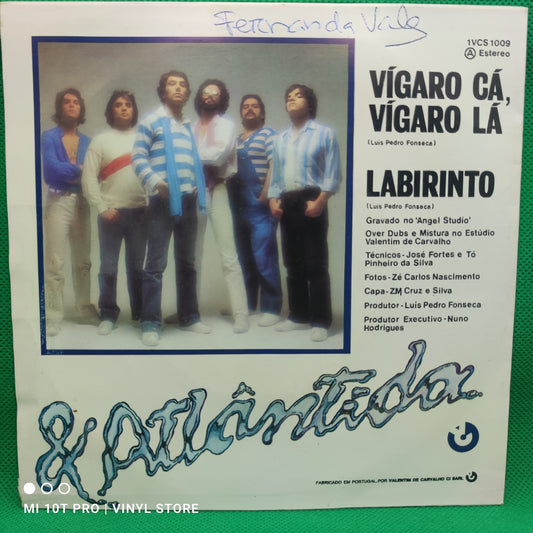 Fernanda Vale
1VCS 1009
A Estereo
VÍGARO CÁ,
VÍGARO LÁ
(Luis Pedro Fonseca)
LABIRINTO
(Luis Pedro Fonseca)
Gravado no 'Angel Studio'
Over Dubs e Mistura no Estúdio
Valentim de Carvalho
Técnicos-José Fortes e Tó
Pinheiro da Silva
Fotos-Zé Carlos Nascimento
Capa-ZM Cruz e Silva
Produtor-Luis Pedro Fonseca
Produtor Executivo-Nuno
Hodrigues
& Atlântida
FABRICADO EM PORTUGAL, POR VALENTIM DE CARVALHO CI SARL
MI 10T PRO | VINYL STORE